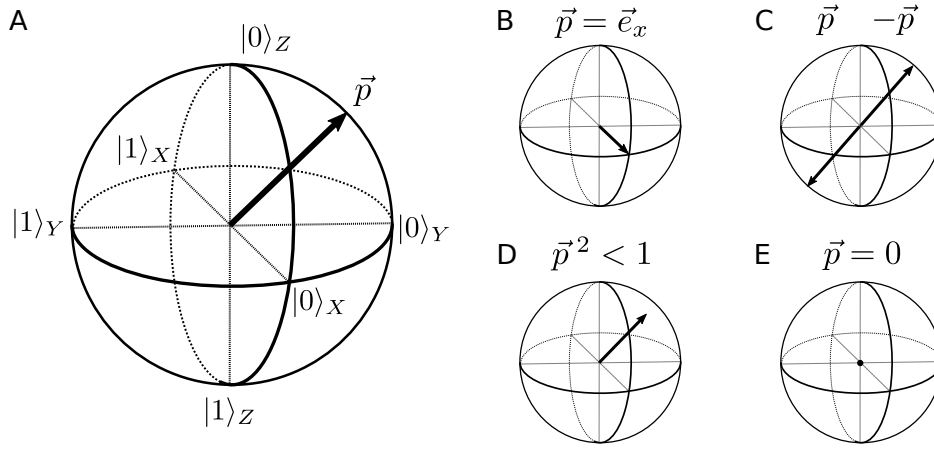 A
|0⟩_Z
p⃗
|1⟩_X
|1⟩_Y
|0⟩_Y
|0⟩_X
|1⟩_Z
B
p⃗ = e⃗_x
C
p⃗ −p⃗
D
p⃗ ² < 1
E
p⃗ = 0